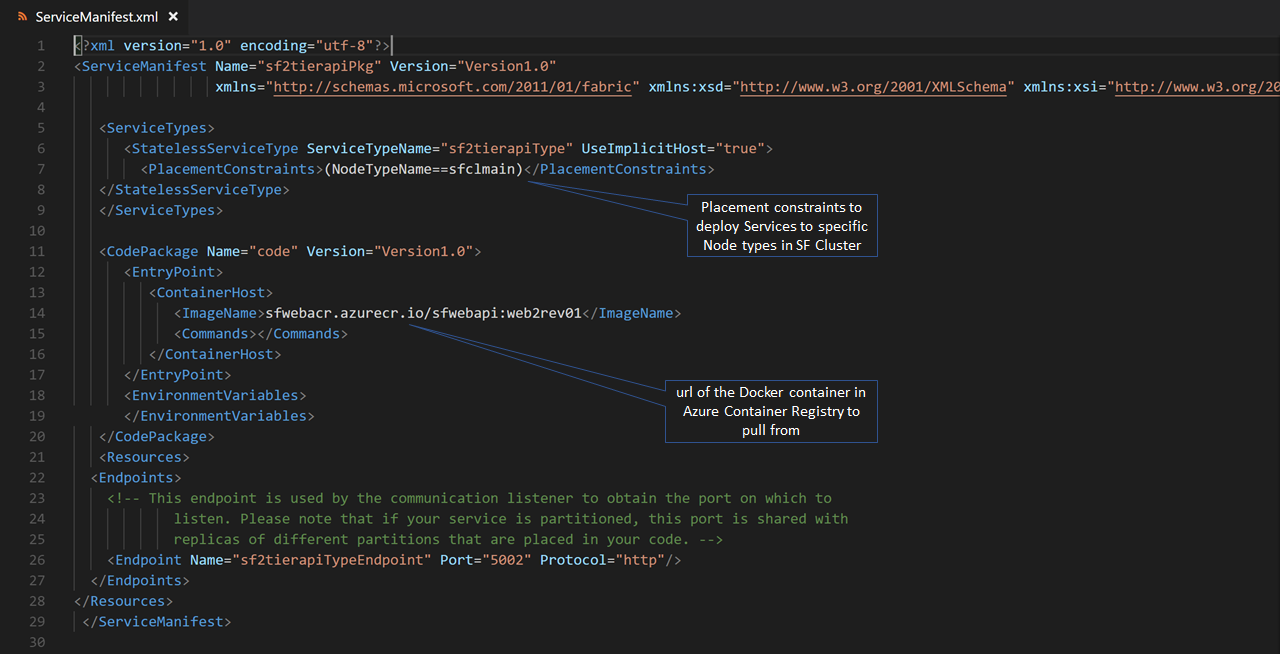 ServiceManifest.xml ×
1 <?xml version="1.0" encoding="utf-8"?>
2 <ServiceManifest Name="sf2tierapiPkg" Version="Version1.0"
3 xmlns="http://schemas.microsoft.com/2011/01/fabric" xmlns:xsd="http://www.w3.org/2001/XMLSchema" xmlns:xsi="http://www.w3.org/20
4
5 <ServiceTypes>
6 <StatelessServiceType ServiceTypeName="sf2tierapiType" UseImplicitHost="true">
7 <PlacementConstraints>(NodeTypeName==sfclmain)</PlacementConstraints>
8 </StatelessServiceType>
9 </ServiceTypes>
Placement constraints to
deploy Services to specific
Node types in SF Cluster
10
11 <CodePackage Name="code" Version="Version1.0">
12 <EntryPoint>
13 <ContainerHost>
14 <ImageName>sfwebacr.azurecr.io/sfwebapi:web2rev01</ImageName>
15 <Commands></Commands>
16 </ContainerHost>
17 </EntryPoint>
18 <EnvironmentVariables>
19 </EnvironmentVariables>
url of the Docker container in
Azure Container Registry to
pull from
20 </CodePackage>
21 <Resources>
22 <Endpoints>
23 <!-- This endpoint is used by the communication listener to obtain the port on which to
24 listen. Please note that if your service is partitioned, this port is shared with
25 replicas of different partitions that are placed in your code. -->
26 <Endpoint Name="sf2tierapiTypeEndpoint" Port="5002" Protocol="http"/>
27 </Endpoints>
28 </Resources>
29 </ServiceManifest>
30